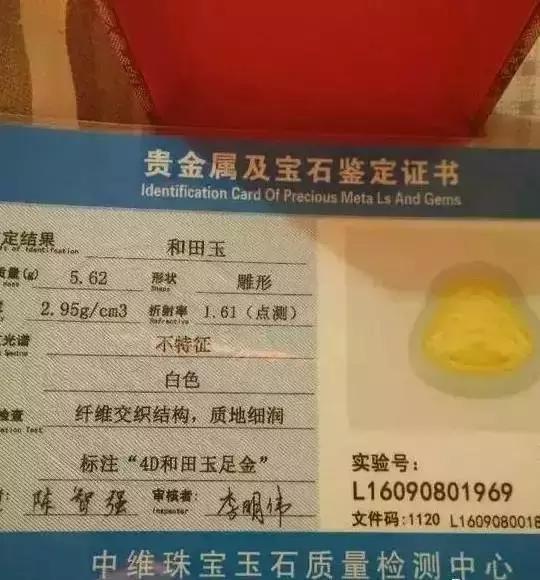 贵金属及宝石鉴定证书
Identification Card Of Precious Meta Ls And Gems
定结果 和田玉
质量(g) 5.62 形状 雕形
2.95g/cm3 折射率 1.61（点测）
光谱 不特征
白色
检查 纤维交织结构，质地细润
标注“4D和田玉足金”
陈智强 审核者： 李明伟
Inspector
实验号：
L16090801969
文件码：1120 L1609080018
中维珠宝玉石质量检测中心